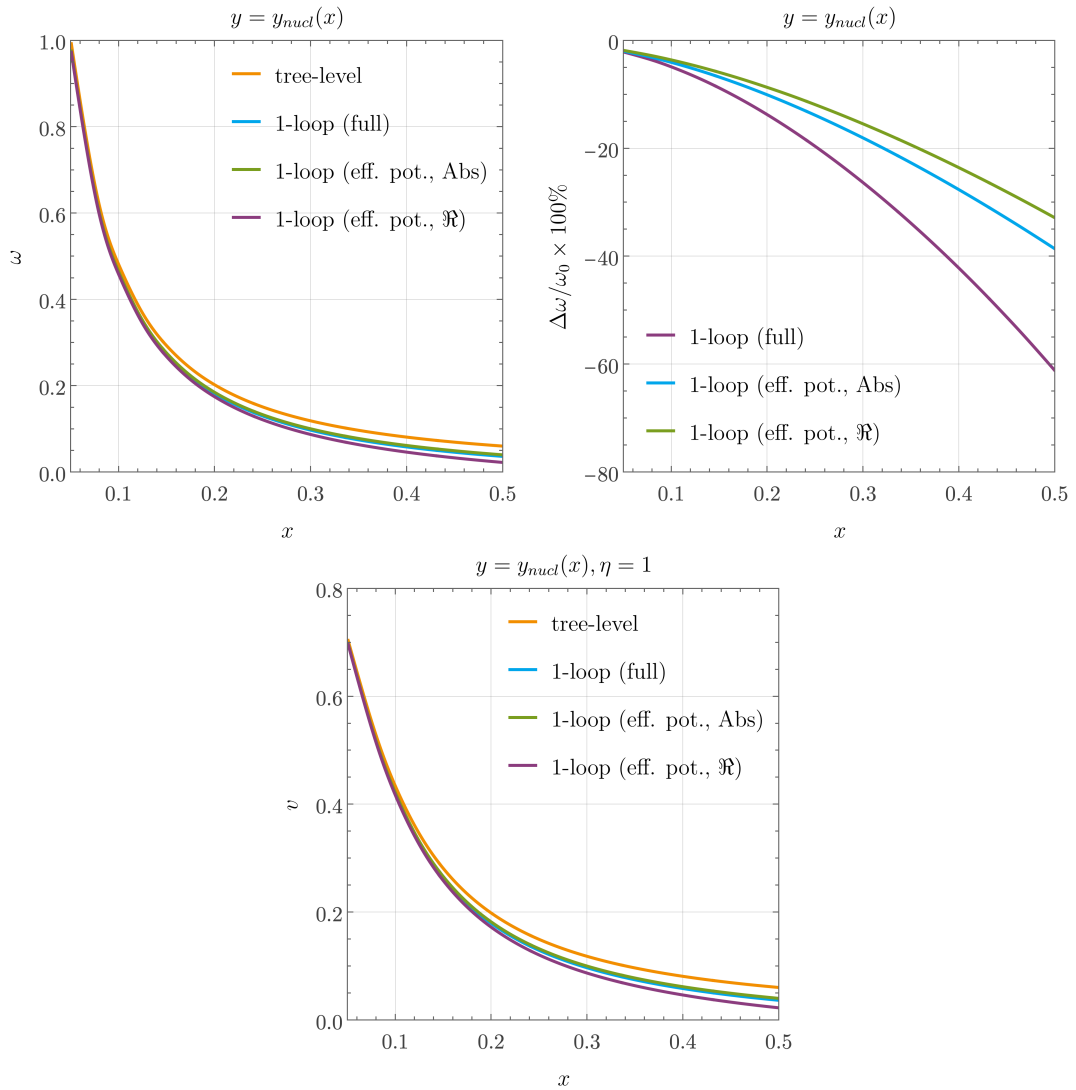 y = y_{nucl}(x)
1.0
0.8
0.6
0.4
0.2
0.0
ω
tree-level
1-loop (full)
1-loop (eff. pot., Abs)
1-loop (eff. pot., ℜ)
0.1 0.2 0.3 0.4 0.5
x
y = y_{nucl}(x)
0
−20
−40
−60
−80
Δω/ω₀ × 100%
1-loop (full)
1-loop (eff. pot., Abs)
1-loop (eff. pot., ℜ)
0.1 0.2 0.3 0.4 0.5
x
y = y_{nucl}(x), η = 1
0.8
0.6
0.4
0.2
0.0
v
tree-level
1-loop (full)
1-loop (eff. pot., Abs)
1-loop (eff. pot., ℜ)
0.1 0.2 0.3 0.4 0.5
x